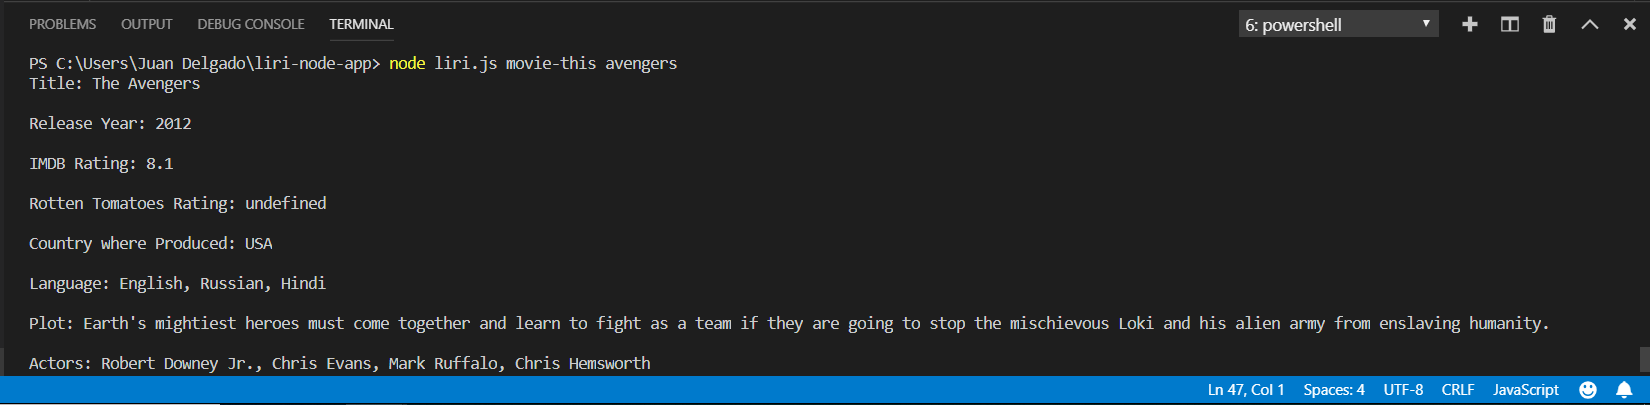 PROBLEMS OUTPUT DEBUG CONSOLE TERMINAL 6: powershell
PS C:\Users\Juan Delgado\liri-node-app> node liri.js movie-this avengers
Title: The Avengers
Release Year: 2012
IMDB Rating: 8.1
Rotten Tomatoes Rating: undefined
Country where Produced: USA
Language: English, Russian, Hindi
Plot: Earth's mightiest heroes must come together and learn to fight as a team if they are going to stop the mischievous Loki and his alien army from enslaving humanity.
Actors: Robert Downey Jr., Chris Evans, Mark Ruffalo, Chris Hemsworth
Ln 47, Col 1 Spaces: 4 UTF-8 CRLF JavaScript